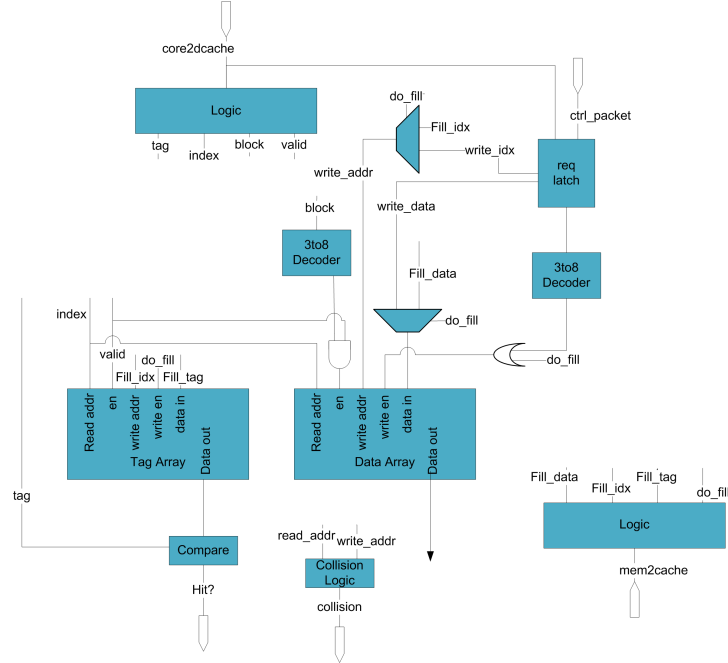 core2dcache
ctrl_packet
Logic
tag
index
block
valid
do_fill
Fill_idx
write_idx
req
latch
write_addr
write_data
block
3to8
Decoder
3to8
Decoder
Fill_data
do_fill
do_fill
index
valid
do_fill
Fill_idx
Fill_tag
Read addr
en
write addr
write en
data in
Data out
Tag Array
Read addr
en
write addr
write en
data in
Data out
Data Array
tag
Compare
Hit?
read_addr
write_addr
Collision
Logic
collision
Fill_data
Fill_idx
Fill_tag
do_fill
Logic
mem2cache